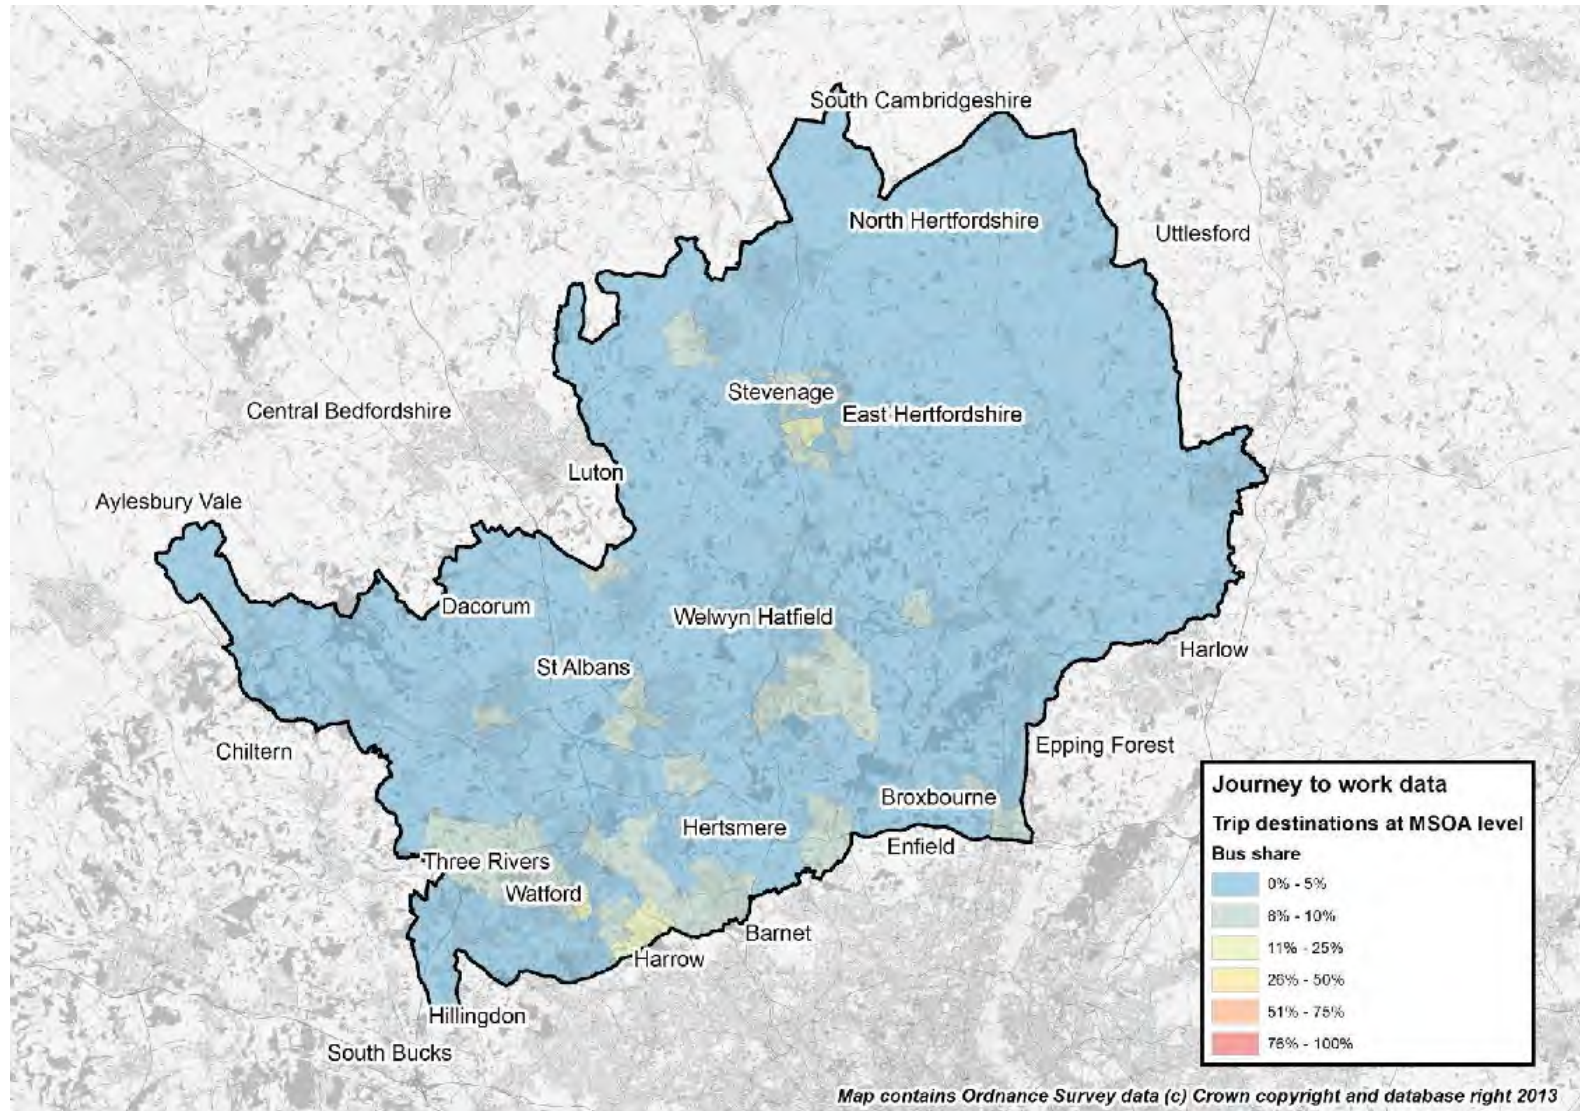 South Cambridgeshire
North Hertfordshire
Uttlesford
Stevenage
Central Bedfordshire
East Hertfordshire
Luton
Aylesbury Vale
Dacorum
Welwyn Hatfield
Harlow
St Albans
Chiltern
Epping Forest
Broxbourne
Hertsmere
Enfield
Three Rivers
Watford
Barnet
Harrow
Hillingdon
South Bucks
Journey to work data
Trip destinations at MSOA level
Bus share
0% - 5%
6% - 10%
11% - 25%
26% - 50%
51% - 75%
76% - 100%
Map contains Ordnance Survey data (c) Crown copyright and database right 2013